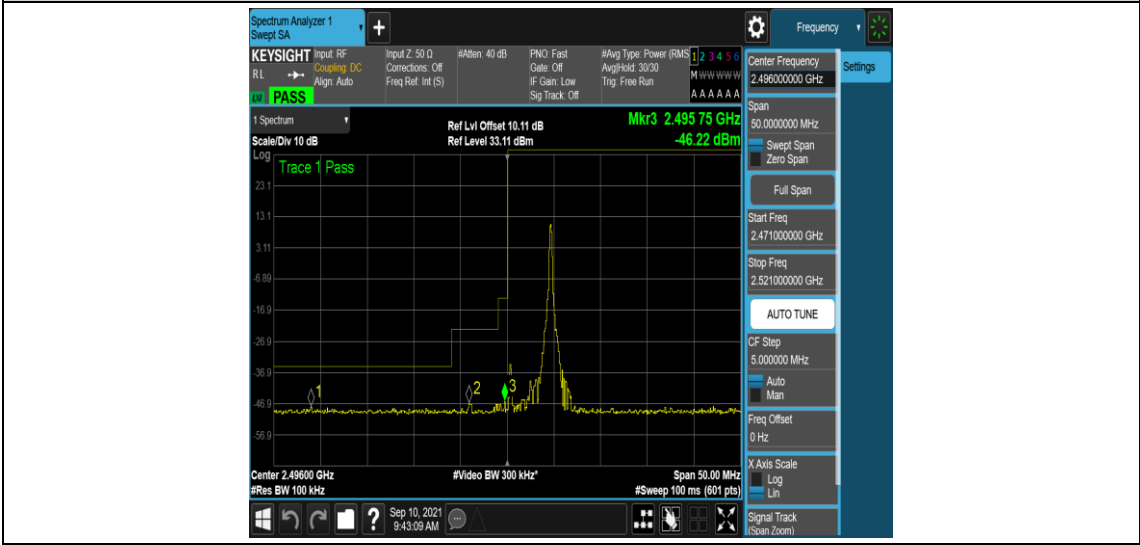 Spectrum Analyzer 1
Swept SA
+
Frequency
KEYSIGHT
RL
LM PASS
Input: RF
Coupling: DC
Align: Auto
Input Z: 50 Ω
Corrections: Off
Freq Ref: Int (S)
#Atten: 40 dB
PNO: Fast
Gate: Off
IF Gain: Low
Sig Track: Off
#Avg Type: Power (RMS
Avg|Hold: 30/30
Trig: Free Run
1 2 3 4 5 6
M W W W W W
A A A A A A
1 Spectrum
Scale/Div 10 dB
Ref Lvl Offset 10.11 dB
Ref Level 33.11 dBm
Mkr3 2.495 75 GHz
-46.22 dBm
Log
Trace 1 Pass
23.1
13.1
3.11
-6.89
-16.9
-26.9
-36.9
-46.9
-56.9
1
2
3
Center 2.49600 GHz
#Res BW 100 kHz
#Video BW 300 kHz*
Span 50.00 MHz
#Sweep 100 ms (601 pts)
?
Sep 10, 2021
9:43:09 AM
Center Frequency
2.496000000 GHz
Settings
Span
50.0000000 MHz
Swept Span
Zero Span
Full Span
Start Freq
2.471000000 GHz
Stop Freq
2.521000000 GHz
AUTO TUNE
CF Step
5.000000 MHz
Auto
Man
Freq Offset
0 Hz
X Axis Scale
Log
Lin
Signal Track
(Span Zoom)